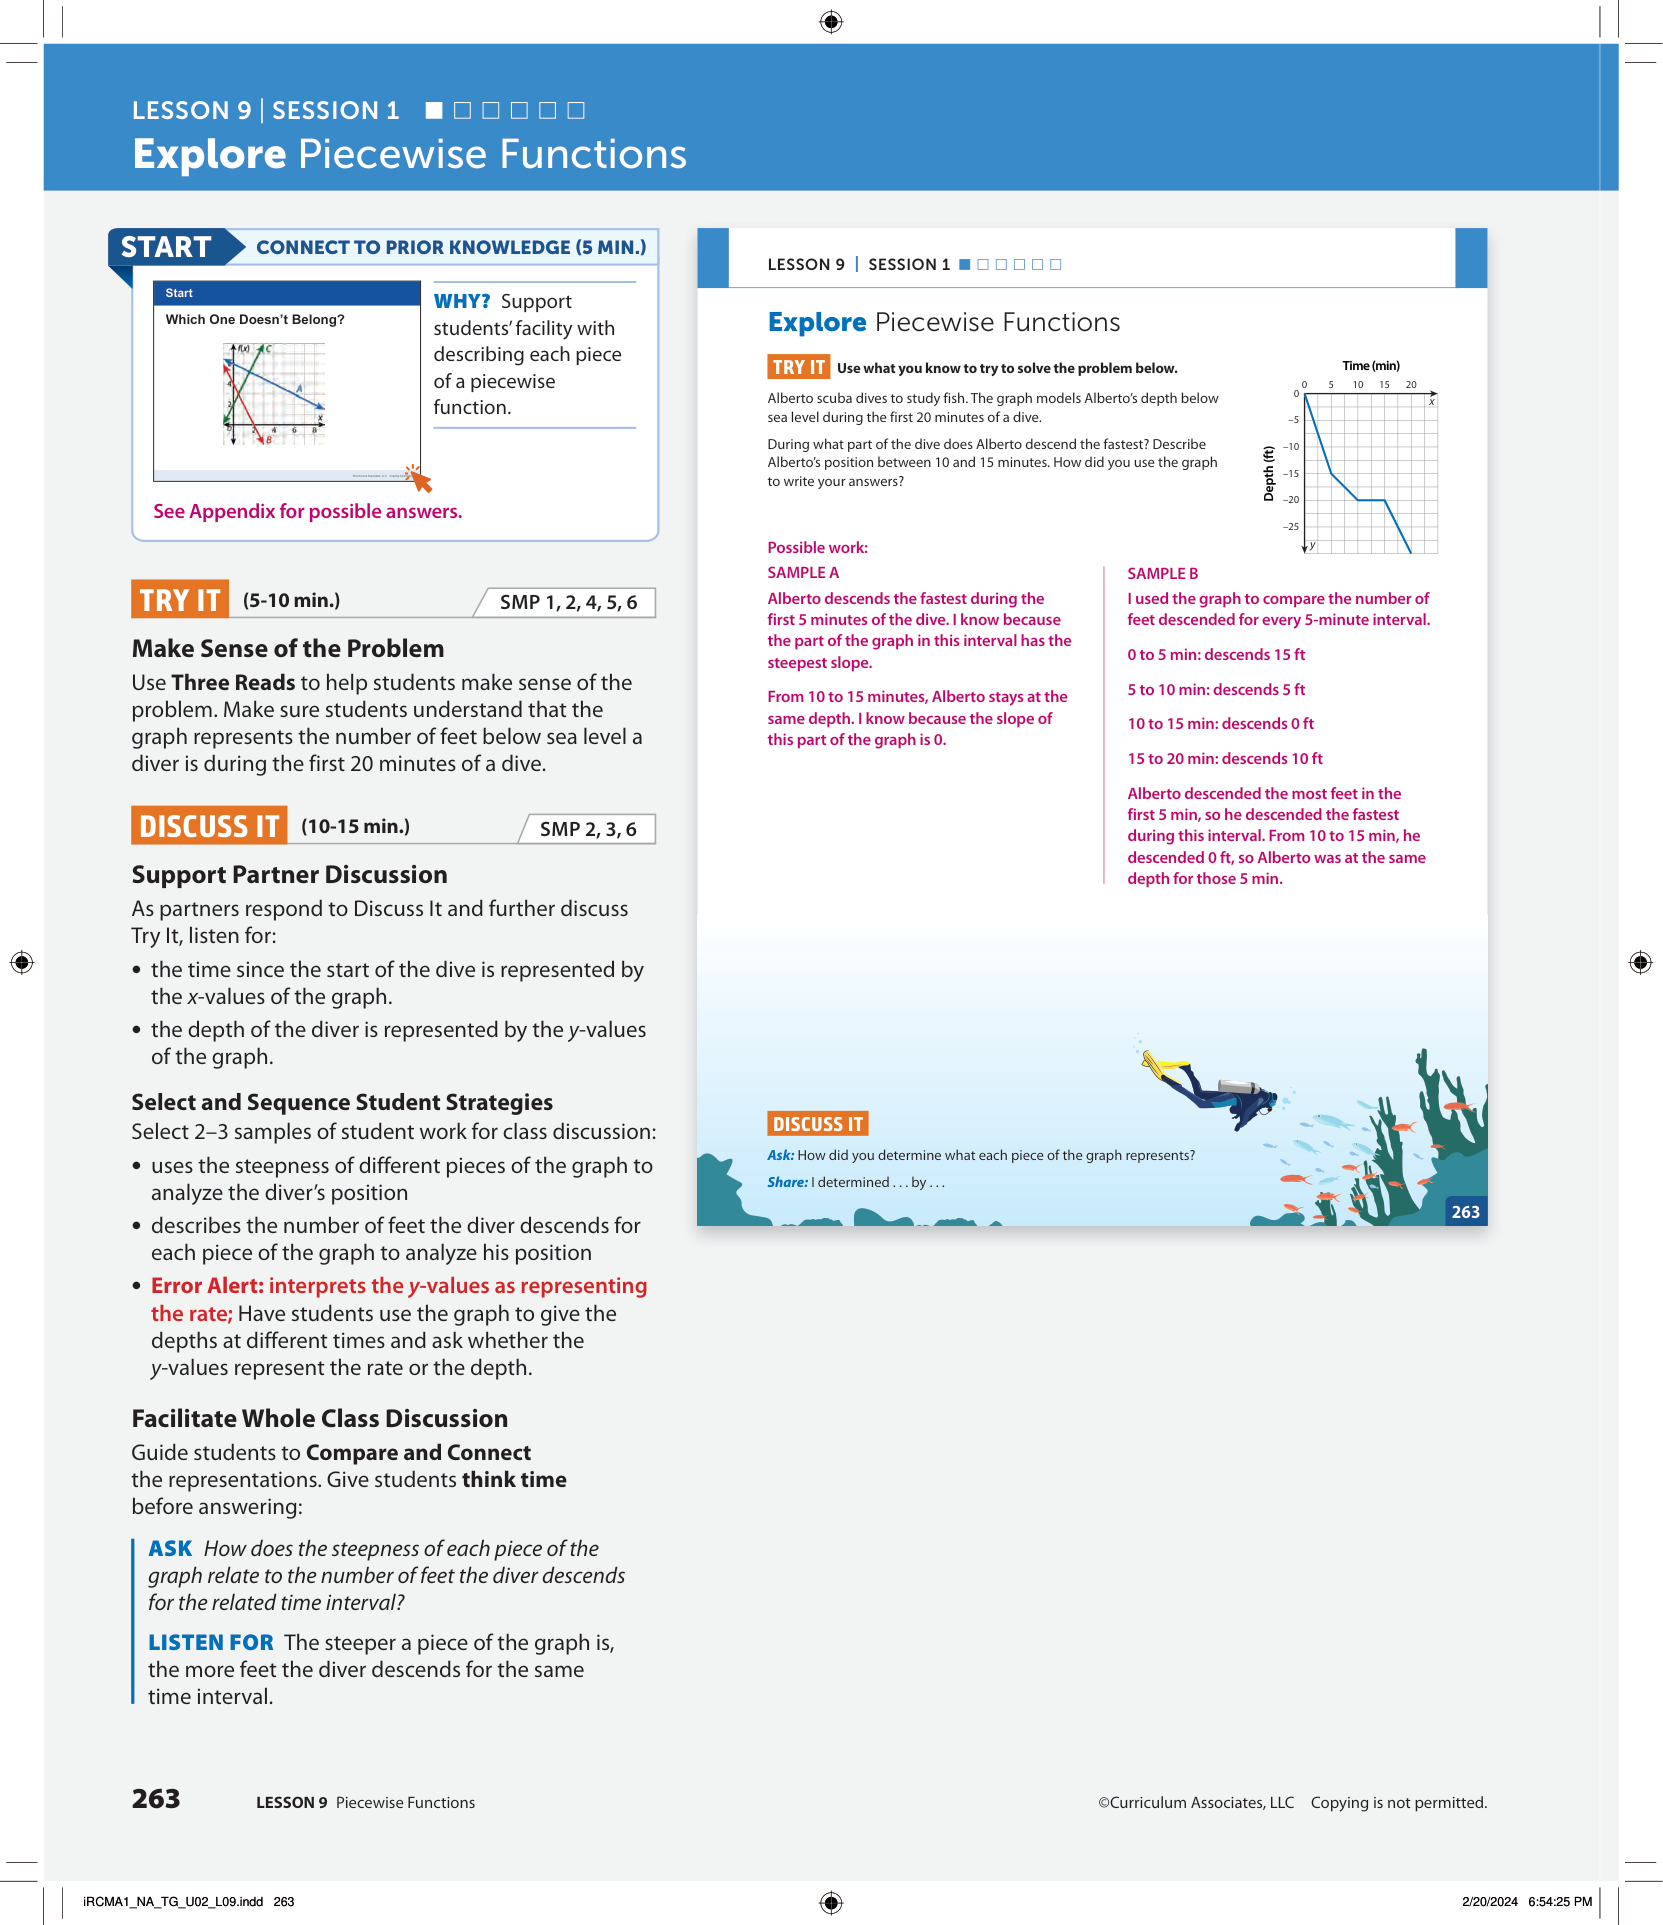 LESSON 9 | SESSION 1
Explore Piecewise Functions
START
CONNECT TO PRIOR KNOWLEDGE (5 MIN.)
Start
Which One Doesn't Belong?
f(x)
C
A
4
2
x
0
2
4
6
8
B
WHY? Support
students' facility with
describing each piece
of a piecewise
function.
See Appendix for possible answers.
TRY IT (5-10 min.)
SMP 1, 2, 4, 5, 6
Make Sense of the Problem
Use Three Reads to help students make sense of the
problem. Make sure students understand that the
graph represents the number of feet below sea level a
diver is during the first 20 minutes of a dive.
DISCUSS IT (10-15 min.)
SMP 2, 3, 6
Support Partner Discussion
As partners respond to Discuss It and further discuss
Try It, listen for:
• the time since the start of the dive is represented by
the x-values of the graph.
• the depth of the diver is represented by the y-values
of the graph.
Select and Sequence Student Strategies
Select 2–3 samples of student work for class discussion:
• uses the steepness of different pieces of the graph to
analyze the diver's position
• describes the number of feet the diver descends for
each piece of the graph to analyze his position
• Error Alert: interprets the y-values as representing
the rate; Have students use the graph to give the
depths at different times and ask whether the
y-values represent the rate or the depth.
Facilitate Whole Class Discussion
Guide students to Compare and Connect
the representations. Give students think time
before answering:
ASK How does the steepness of each piece of the
graph relate to the number of feet the diver descends
for the related time interval?
LISTEN FOR The steeper a piece of the graph is,
the more feet the diver descends for the same
time interval.
LESSON 9 | SESSION 1
Explore Piecewise Functions
TRY IT Use what you know to try to solve the problem below.
Alberto scuba dives to study fish. The graph models Alberto's depth below
sea level during the first 20 minutes of a dive.
During what part of the dive does Alberto descend the fastest? Describe
Alberto's position between 10 and 15 minutes. How did you use the graph
to write your answers?
Time (min)
0 5 10 15 20
x
0
–5
–10
–15
–20
–25
y
Depth (ft)
Possible work:
SAMPLE A
Alberto descends the fastest during the
first 5 minutes of the dive. I know because
the part of the graph in this interval has the
steepest slope.
From 10 to 15 minutes, Alberto stays at the
same depth. I know because the slope of
this part of the graph is 0.
SAMPLE B
I used the graph to compare the number of
feet descended for every 5-minute interval.
0 to 5 min: descends 15 ft
5 to 10 min: descends 5 ft
10 to 15 min: descends 0 ft
15 to 20 min: descends 10 ft
Alberto descended the most feet in the
first 5 min, so he descended the fastest
during this interval. From 10 to 15 min, he
descended 0 ft, so Alberto was at the same
depth for those 5 min.
DISCUSS IT
Ask: How did you determine what each piece of the graph represents?
Share: I determined . . . by . . .
263
263
LESSON 9 Piecewise Functions
©Curriculum Associates, LLC Copying is not permitted.
iRCMA1_NA_TG_U02_L09.indd 263
2/20/2024 6:54:25 PM